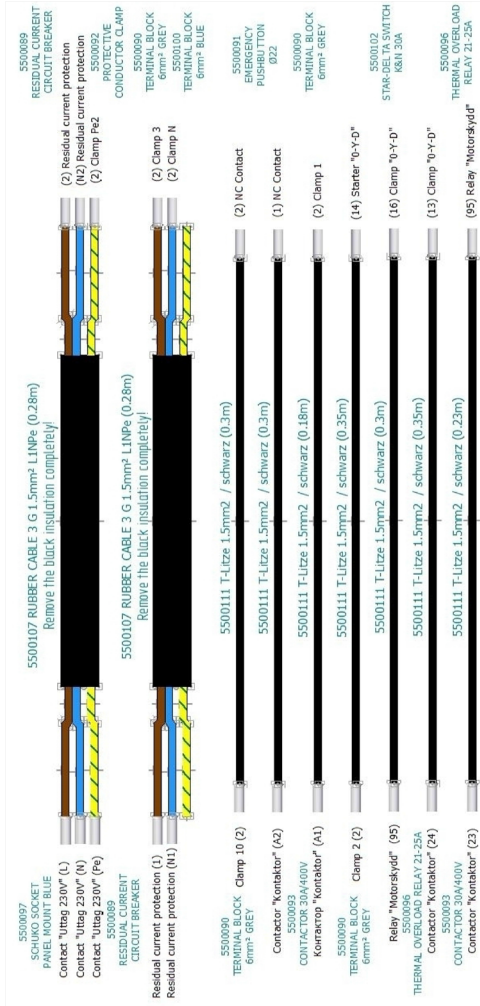 5500089
RESIDUAL CURRENT
CIRCUIT BREAKER
5500092
PROTECTIVE
CONDUCTOR CLAMP
(2) Residual current protection
(N2) Residual current protection
(2) Clamp Pe2
5500107 RUBBER CABLE 3 G 1.5mm² L1NPe (0.28m)
Remove the black insulation completely!
5500097
SCHUKO SOCKET
PANEL MOUNT BLUE
Contact "Uttag 230V" (L)
Contact "Uttag 230V" (N)
Contact "Uttag 230V" (Pe)
5500090
TERMINAL BLOCK
6mm² GREY
5500100
TERMINAL BLOCK
6mm² BLUE
(2) Clamp 3
(2) Clamp N
5500107 RUBBER CABLE 3 G 1.5mm² L1NPe (0.28m)
Remove the black insulation completely!
5500089
RESIDUAL CURRENT
CIRCUIT BREAKER
Residual current protection (1)
Residual current protection (N1)
5500091
EMERGENCY
PUSHBUTTON
Ø22
(2) NC Contact
5500111 T-Litze 1.5mm2 / schwarz (0.3m)
5500090
TERMINAL BLOCK
6mm² GREY
Clamp 10 (2)
(1) NC Contact
5500111 T-Litze 1.5mm2 / schwarz (0.3m)
Contactor "Kontaktor" (A2)
5500090
TERMINAL BLOCK
6mm² GREY
(2) Clamp 1
5500111 T-Litze 1.5mm2 / schwarz (0.18m)
5500093
CONTACTOR 30A/400V
Контактор "Kontaktor" (A1)
(14) Starter "0-Y-D"
5500111 T-Litze 1.5mm2 / schwarz (0.35m)
5500090
TERMINAL BLOCK
6mm² GREY
Clamp 2 (2)
5500102
STAR-DELTA SWITCH
K&N 30A
(16) Clamp "0-Y-D"
5500111 T-Litze 1.5mm2 / schwarz (0.3m)
Relay "Motorskydd" (95)
5500096
THERMAL OVERLOAD RELAY 21-25A
(13) Clamp "0-Y-D"
5500111 T-Litze 1.5mm2 / schwarz (0.35m)
Contactor "Kontaktor" (24)
5500096
THERMAL OVERLOAD
RELAY 21-25A
(95) Relay "Motorskydd"
5500111 T-Litze 1.5mm2 / schwarz (0.23m)
5500093
CONTACTOR 30A/400V
Contactor "Kontaktor" (23)